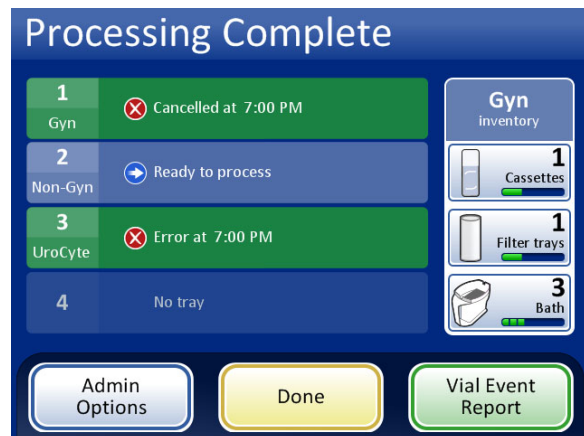 Processing Complete
1
Gyn
Cancelled at 7:00 PM
2
Non-Gyn
Ready to process
3
UroCyte
Error at 7:00 PM
4
No tray
Gyn
inventory
1
Cassettes
1
Filter trays
3
Bath
Admin
Options
Done
Vial Event
Report